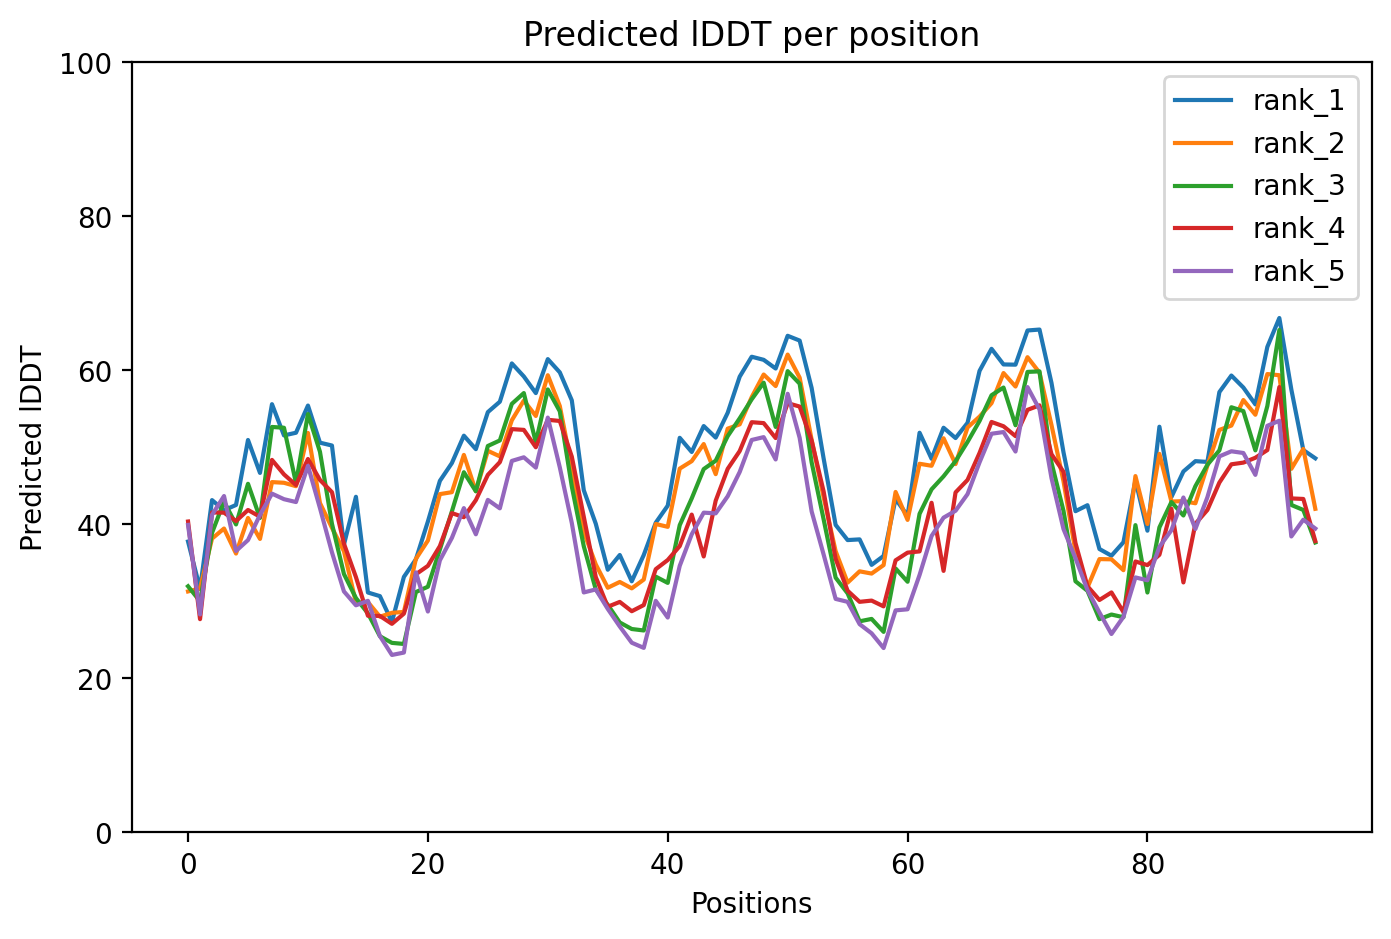 Predicted lDDT per position
100
80
60
40
20
0
Predicted lDDT
rank_1
rank_2
rank_3
rank_4
rank_5
0 20 40 60 80
Positions